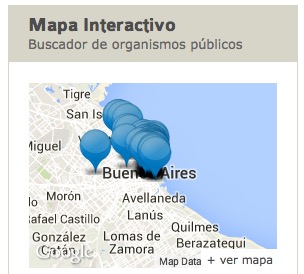 Mapa Interactivo
Buscador de organismos públicos
Tigre
San Is
Miguel
Buen Aires
Morón
Avellaneda
Rafael Castillo
Lanús
González
Catán
Lomas de
Zamora
Quilmes
Berazategui
Google
Map Data + ver mapa